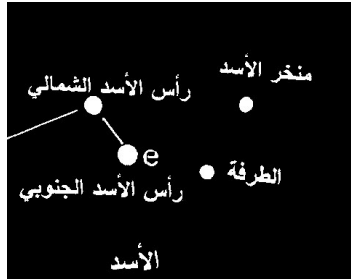 منخر الأسد
رأس الأسد الشمالي
e
الطرفة
رأس الأسد الجنوبي
الأسد